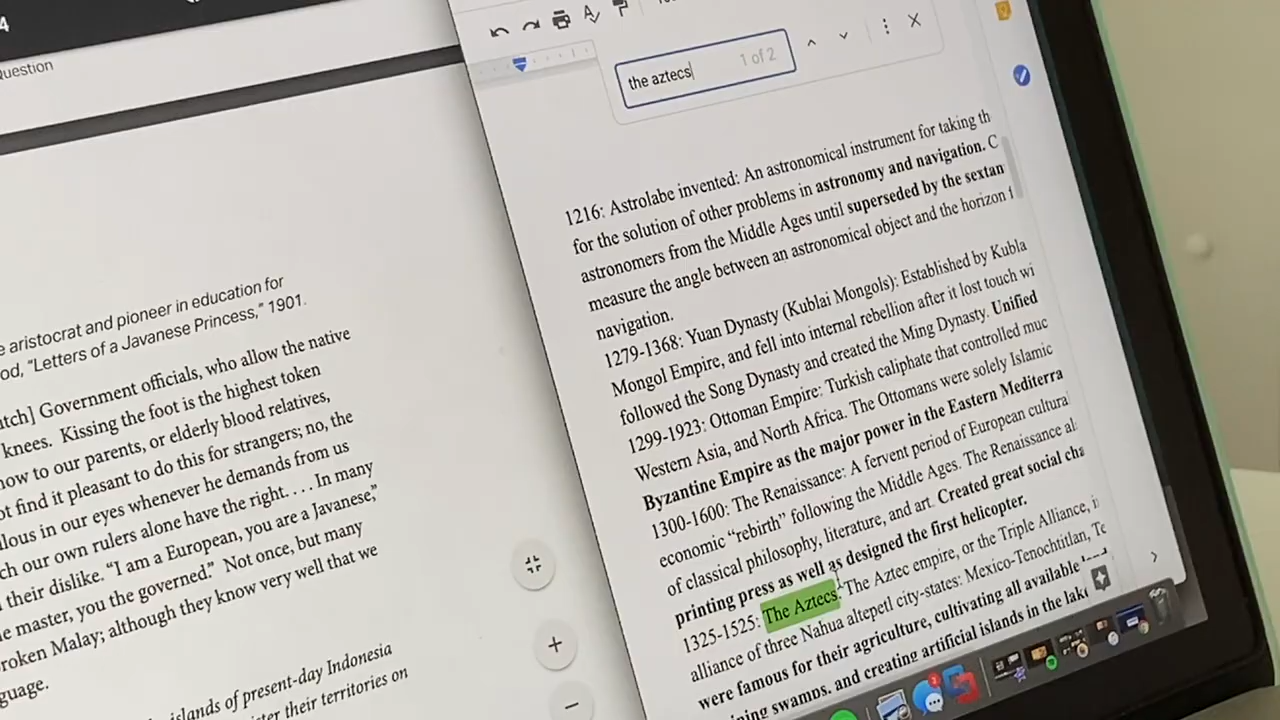 4
Question
aristocrat and pioneer in education for
"Letters of a Javanese Princess," 1901.
Government officials, who allow the native
knees. Kissing the foot is the highest token
how to our parents, or elderly blood relatives,
find it pleasant to do this for strangers; no, the
in our eyes whenever he demands from us
our own rulers alone have the right. . . . In many
their dislike. "I am a European, you are a Javanese,"
master, you the governed." Not once, but many
Malay; although they know very well that we
islands of present-day Indonesia
their territories on
the aztecs
1 of 2
1216: Astrolabe invented: An astronomical instrument for taking th
for the solution of other problems in astronomy and navigation. C
astronomers from the Middle Ages until superseded by the sextan
measure the angle between an astronomical object and the horizon f
navigation.
1279-1368: Yuan Dynasty (Kublai Mongols): Established by Kubla
Mongol Empire, and fell into internal rebellion after it lost touch wi
followed the Song Dynasty and created the Ming Dynasty. Unified
1299-1923: Ottoman Empire: Turkish caliphate that controlled muc
Western Asia, and North Africa. The Ottomans were solely Islamic
Byzantine Empire as the major power in the Eastern Mediterra
1300-1600: The Renaissance: A fervent period of European cultural
economic "rebirth" following the Middle Ages. The Renaissance al
of classical philosophy, literature, and art. Created great social cha
printing press as well as designed the first helicopter.
1325-1525: The Aztecs: The Aztec empire, or the Triple Alliance, i
alliance of three Nahua altepetl city-states: Mexico-Tenochtitlan, Te
were famous for their agriculture, cultivating all available
swamps, and creating artificial islands in the lake